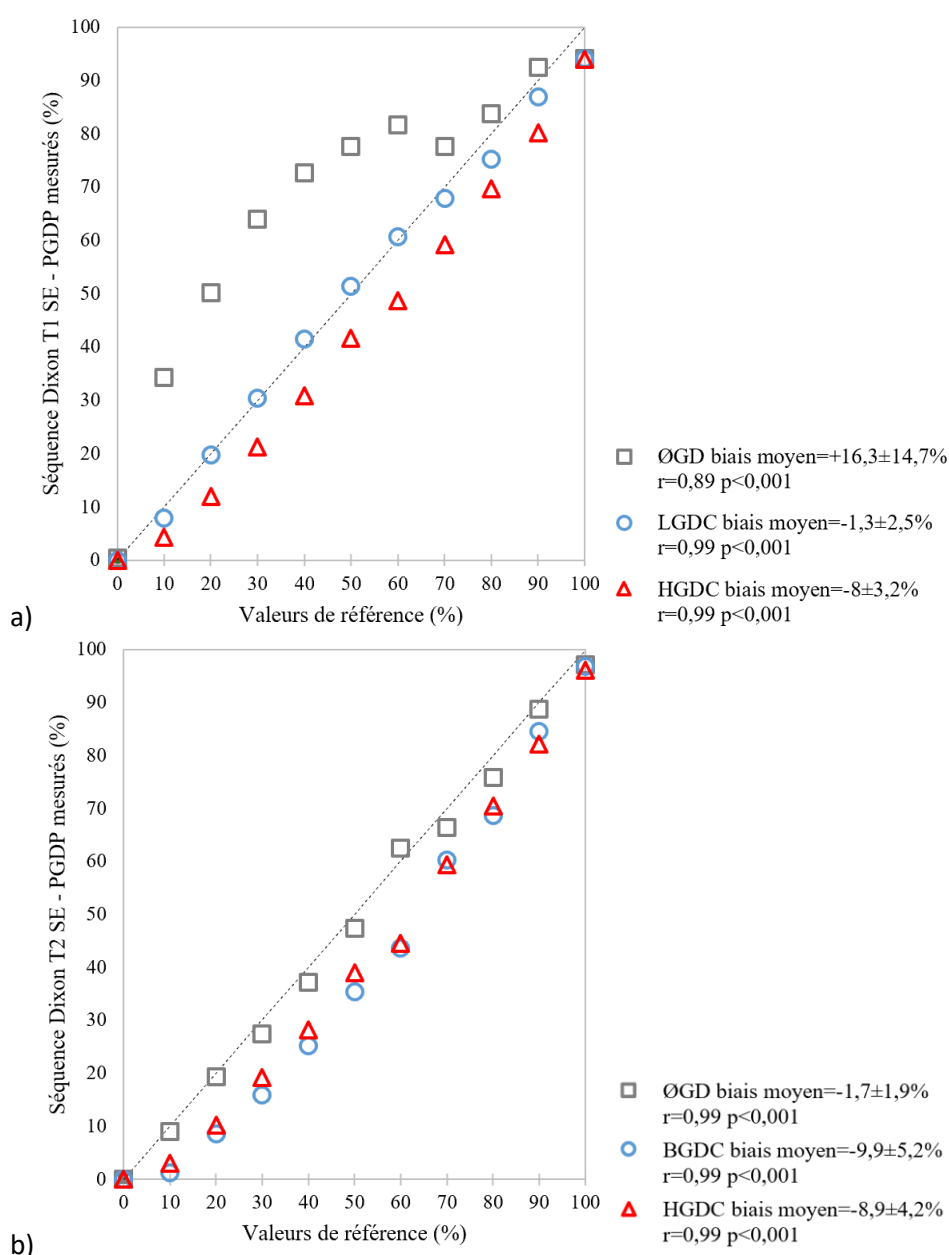 100
90
80
70
60
50
40
30
20
10
0
Séquence Dixon T1 SE - PGDP mesurés (%)
0 10 20 30 40 50 60 70 80 90 100
Valeurs de référence (%)
a)
ØGD biais moyen=+16,3±14,7%
r=0,89 p<0,001
LGDC biais moyen=-1,3±2,5%
r=0,99 p<0,001
HGDC biais moyen=-8±3,2%
r=0,99 p<0,001
100
90
80
70
60
50
40
30
20
10
0
Séquence Dixon T2 SE - PGDP mesurés (%)
0 10 20 30 40 50 60 70 80 90 100
Valeurs de référence (%)
b)
ØGD biais moyen=-1,7±1,9%
r=0,99 p<0,001
BGDC biais moyen=-9,9±5,2%
r=0,99 p<0,001
HGDC biais moyen=-8,9±4,2%
r=0,99 p<0,001